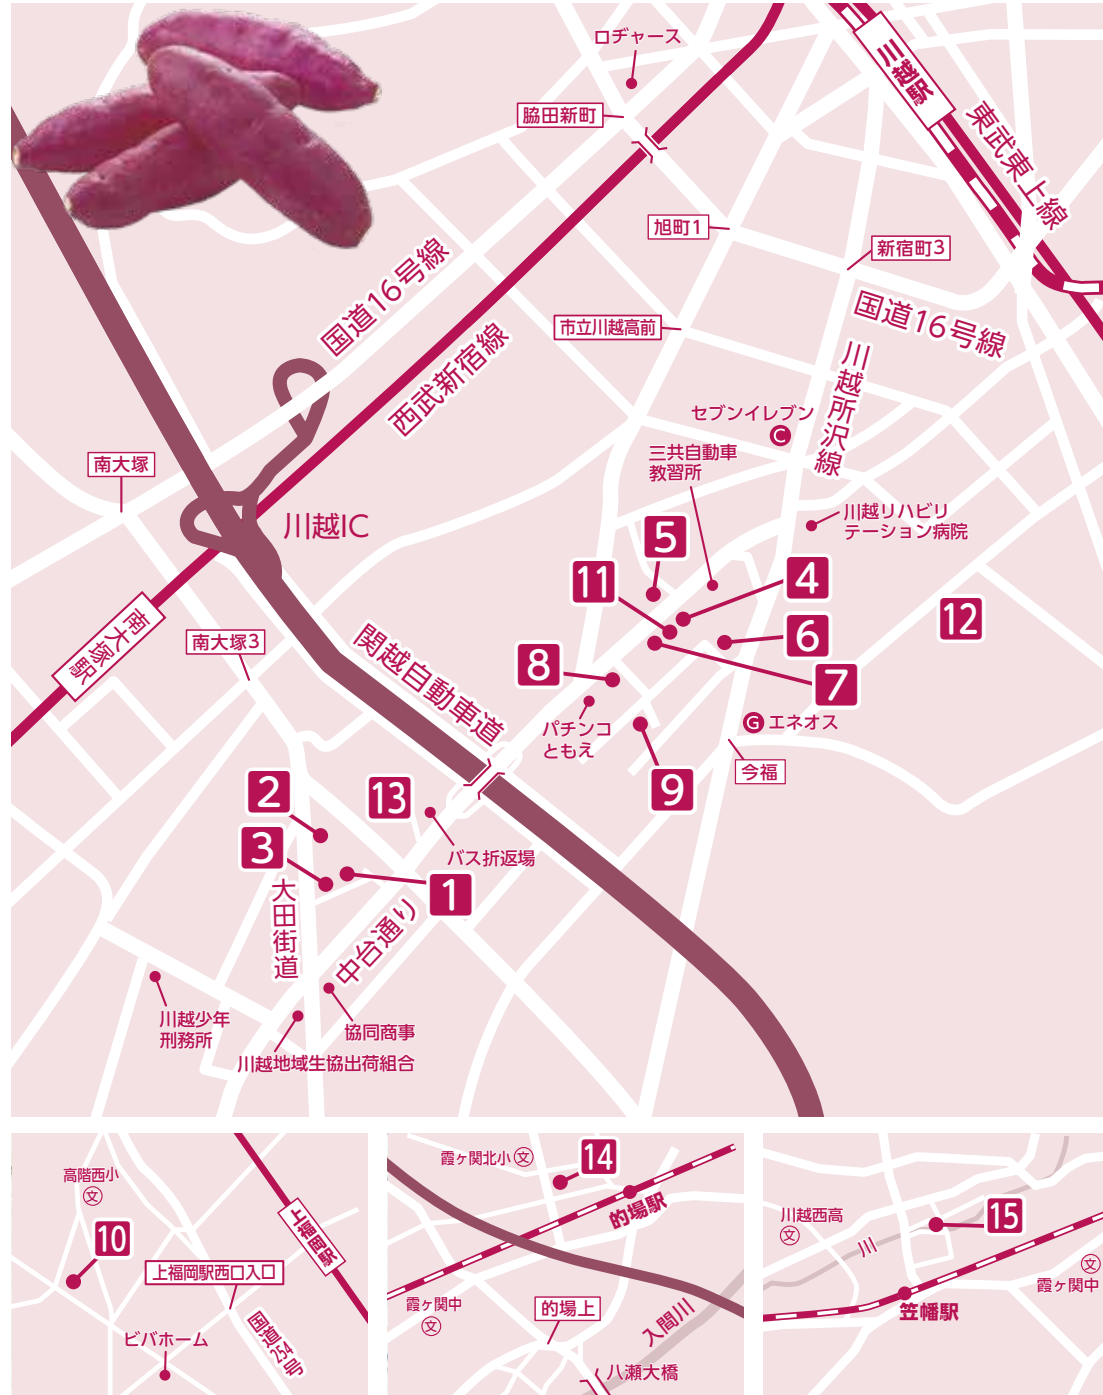 ロヂャース
脇田新町
川越駅
東武東上線
旭町1
新宿町3
国道16号線
国道16号線
市立川越高前
西武新宿線
川越所沢線
セブンイレブン
C
三共自動車
教習所
南大塚
川越IC
川越リハビリ
テーション病院
5
11
4
12
6
南大塚駅
南大塚3
関越自動車道
8
7
パチンコ
ともえ
G エネオス
今福
9
2
13
3
バス折返場
1
大田街道
中台通り
川越少年
刑務所
協同商事
川越地域生協出荷組合
高階西小
文
10
上福岡駅
上福岡駅西口入口
国道254号
ビバホーム
霞ヶ関北小 文
14
的場駅
霞ヶ関中
文
的場上
入間川
八瀬大橋
川越西高
文
15
川
文
霞ヶ関中
笠幡駅